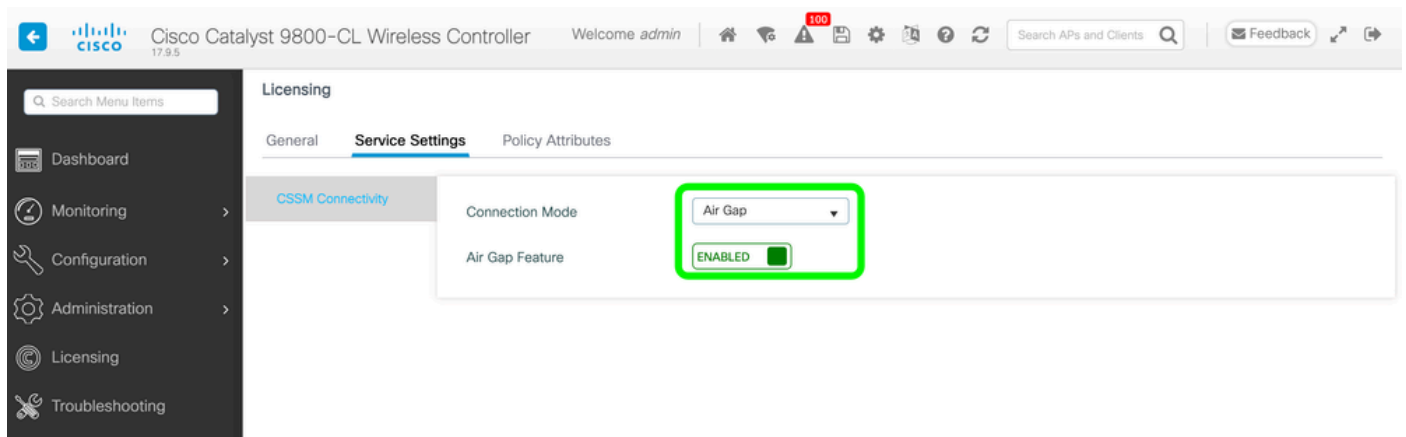 100
CISCO Cisco Catalyst 9800-CL Wireless Controller Welcome admin Search APs and Clients Feedback
17.9.5
Search Menu Items
Dashboard
Monitoring
Configuration
Administration
Licensing
Troubleshooting
Licensing
General Service Settings Policy Attributes
CSSM Connectivity
Connection Mode Air Gap
Air Gap Feature ENABLED